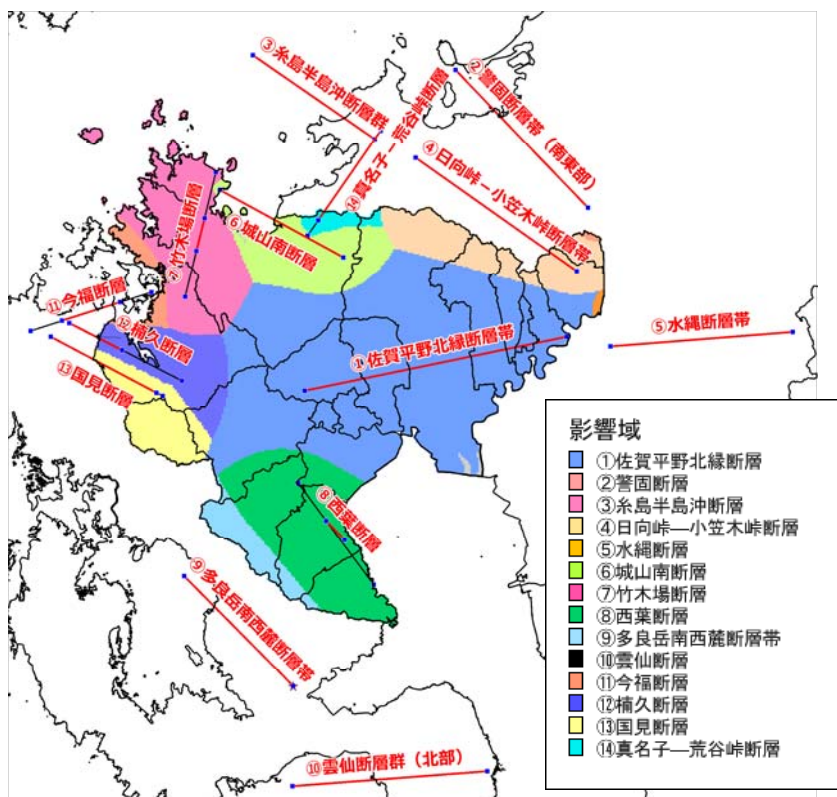 ③糸島半島沖断層群
⑭真名子－荒谷峠断層
②警固断層帯（南東部）
④日向峠－小笠木峠断層帯
⑦竹木場断層
⑥城山南断層
⑪今福断層
⑫楠久断層
⑬国見断層
①佐賀平野北縁断層帯
⑤水縄断層帯
⑧西葉断層
⑨多良岳南西麓断層帯
⑩雲仙断層群（北部）
影響域
①佐賀平野北縁断層
②警固断層
③糸島半島沖断層
④日向峠―小笠木峠断層
⑤水縄断層
⑥城山南断層
⑦竹木場断層
⑧西葉断層
⑨多良岳南西麓断層帯
⑩雲仙断層
⑪今福断層
⑫楠久断層
⑬国見断層
⑭真名子―荒谷峠断層